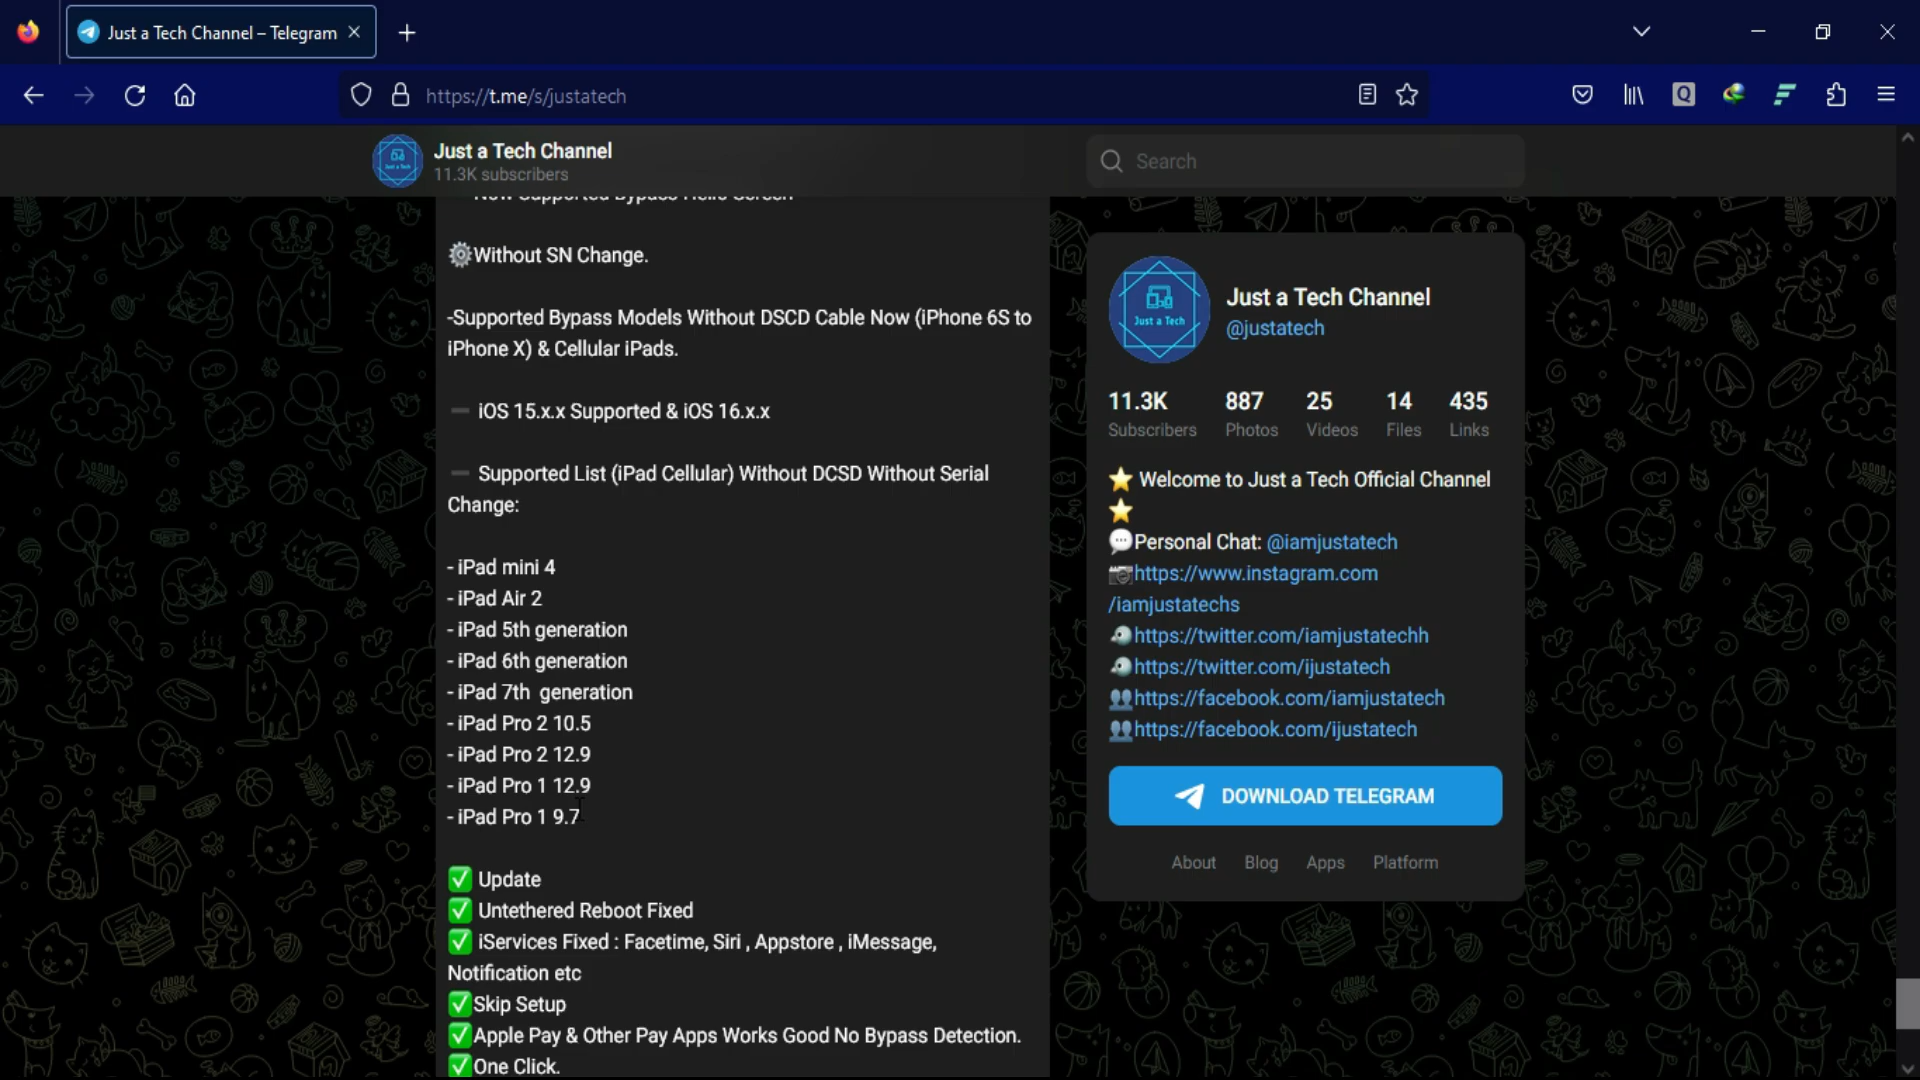 Just a Tech Channel – Telegram
https://t.me/s/justatech
Just a Tech Channel
11.3K subscribers
Search
Now Supported Bypass Hello Screen
⚙️Without SN Change.
-Supported Bypass Models Without DSCD Cable Now (iPhone 6S to
iPhone X) & Cellular iPads.
➖ iOS 15.x.x Supported & iOS 16.x.x
➖ Supported List (iPad Cellular) Without DCSD Without Serial
Change:
- iPad mini 4
- iPad Air 2
- iPad 5th generation
- iPad 6th generation
- iPad 7th  generation
- iPad Pro 2 10.5
- iPad Pro 2 12.9
- iPad Pro 1 12.9
- iPad Pro 1 9.7
✅ Update
✅ Untethered Reboot Fixed
✅ iServices Fixed : Facetime, Siri , Appstore , iMessage,
Notification etc
✅Skip Setup
✅Apple Pay & Other Pay Apps Works Good No Bypass Detection.
✅One Click.
Just a Tech
Just a Tech Channel
@justatech
11.3K 887 25 14 435
Subscribers Photos Videos Files Links
⭐ Welcome to Just a Tech Official Channel
⭐
💬Personal Chat: @iamjustatech
📷https://www.instagram.com
/iamjustatechs
🐦https://twitter.com/iamjustatechh
🐦https://twitter.com/ijustatech
👥https://facebook.com/iamjustatech
👥https://facebook.com/ijustatech
DOWNLOAD TELEGRAM
About Blog Apps Platform